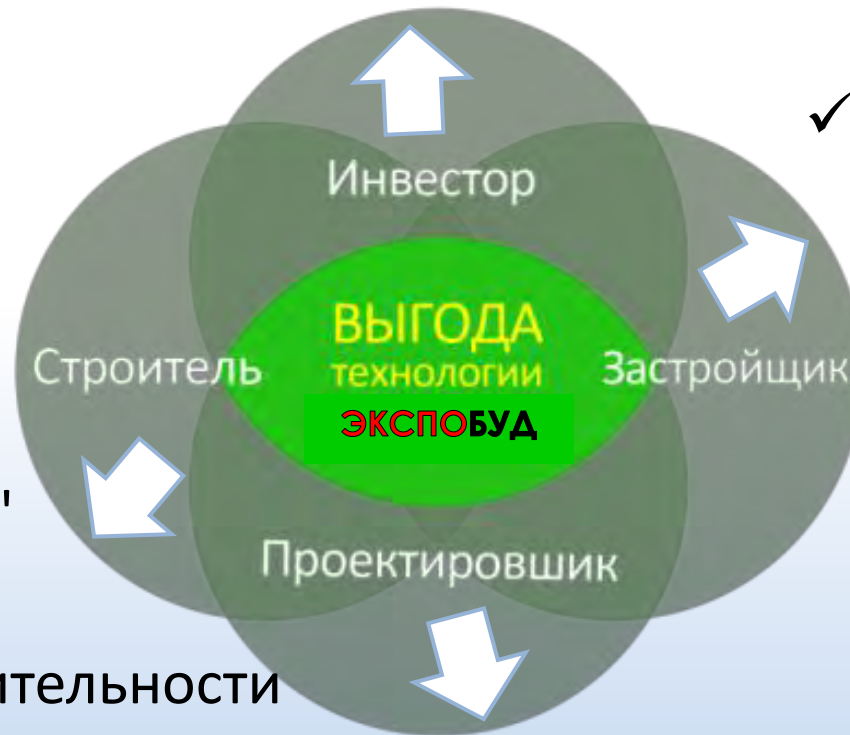 ✓
Инвестор
ВЫГОДА
технологии
ЭКСПОБУД
Строитель
Застройщик
"
Проектировшик
ительности